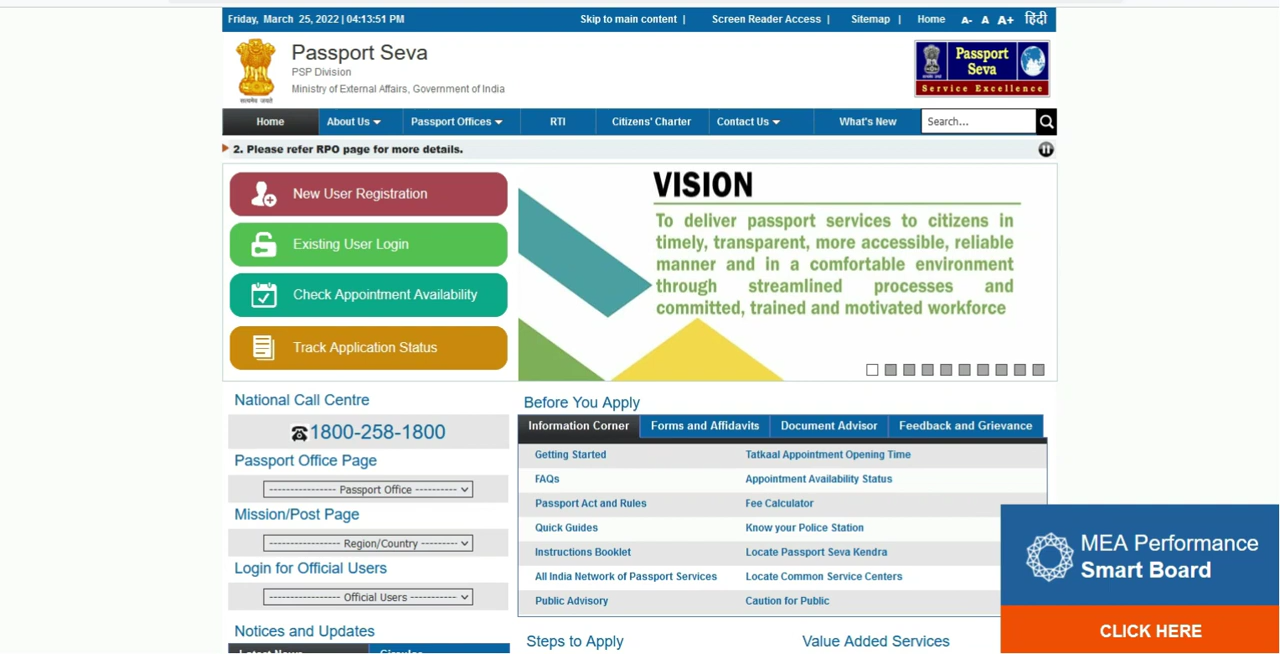 Friday, March 25, 2022 | 04:13:51 PM
Skip to main content |
Screen Reader Access |
Sitemap |
Home
A-
A
A+
हिंदी
सत्यमेव जयते
Passport Seva
PSP Division
Ministry of External Affairs, Government of India
Passport
Seva
Service Excellence
Home
About Us
Passport Offices
RTI
Citizens' Charter
Contact Us
What's New
Search...
2. Please refer RPO page for more details.
New User Registration
Existing User Login
Check Appointment Availability
Track Application Status
VISION
To deliver passport services to citizens in
timely, transparent, more accessible, reliable
manner and in a comfortable environment
through streamlined processes and
committed, trained and motivated workforce
National Call Centre
1800-258-1800
Passport Office Page
----------------- Passport Office ----------
Mission/Post Page
------------------ Region/Country ---------
Login for Official Users
------------------ Official Users -----------
Notices and Updates
Latest News
Circulars
Before You Apply
Information Corner
Forms and Affidavits
Document Advisor
Feedback and Grievance
Getting Started
Tatkaal Appointment Opening Time
FAQs
Appointment Availability Status
Passport Act and Rules
Fee Calculator
Quick Guides
Know your Police Station
Instructions Booklet
Locate Passport Seva Kendra
All India Network of Passport Services
Locate Common Service Centers
Public Advisory
Caution for Public
Steps to Apply
Value Added Services
MEA Performance
Smart Board
CLICK HERE